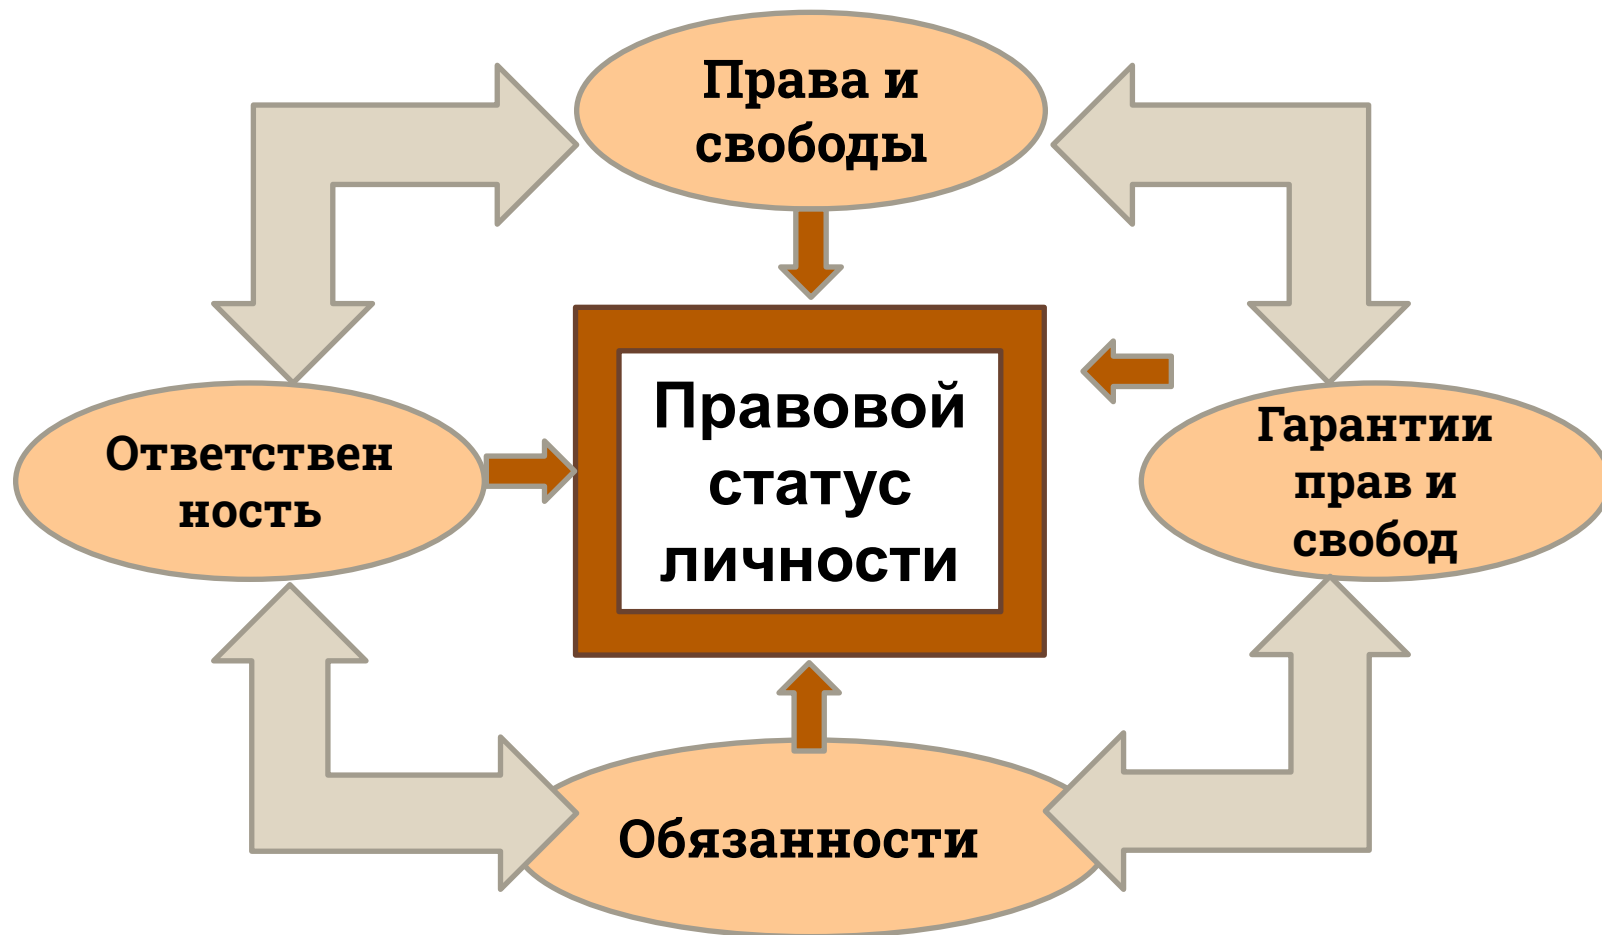 Права и
свободы
Ответствен
ность
Правовой
статус
личности
Гарантии
прав и
свобод
Обязанности